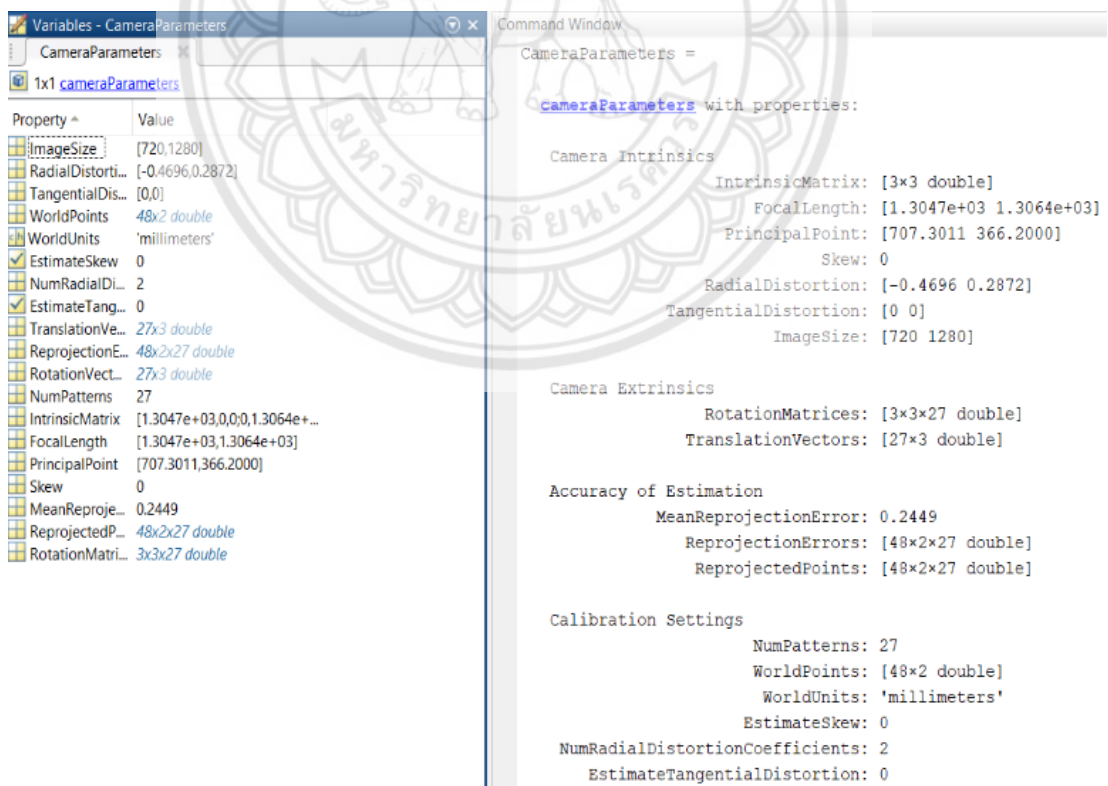 Variables - CameraParameters
CameraParameters
1x1 cameraParameters
Property Value
ImageSize [720,1280]
RadialDistorti... [-0.4696,0.2872]
TangentialDis... [0,0]
WorldPoints 48x2 double
WorldUnits 'millimeters'
EstimateSkew 0
NumRadialDi... 2
EstimateTang... 0
TranslationVe... 27x3 double
ReprojectionE... 48x2x27 double
RotationVect... 27x3 double
NumPatterns 27
IntrinsicMatrix [1.3047e+03,0,0;0,1.3064e+...
FocalLength [1.3047e+03,1.3064e+03]
PrincipalPoint [707.3011,366.2000]
Skew 0
MeanReproje... 0.2449
ReprojectedP... 48x2x27 double
RotationMatri... 3x3x27 double
Command Window
CameraParameters =
cameraParameters with properties:
Camera Intrinsics
IntrinsicMatrix: [3×3 double]
FocalLength: [1.3047e+03 1.3064e+03]
PrincipalPoint: [707.3011 366.2000]
Skew: 0
RadialDistortion: [-0.4696 0.2872]
TangentialDistortion: [0 0]
ImageSize: [720 1280]
Camera Extrinsics
RotationMatrices: [3×3×27 double]
TranslationVectors: [27×3 double]
Accuracy of Estimation
MeanReprojectionError: 0.2449
ReprojectionErrors: [48×2×27 double]
ReprojectedPoints: [48×2×27 double]
Calibration Settings
NumPatterns: 27
WorldPoints: [48×2 double]
WorldUnits: 'millimeters'
EstimateSkew: 0
NumRadialDistortionCoefficients: 2
EstimateTangentialDistortion: 0